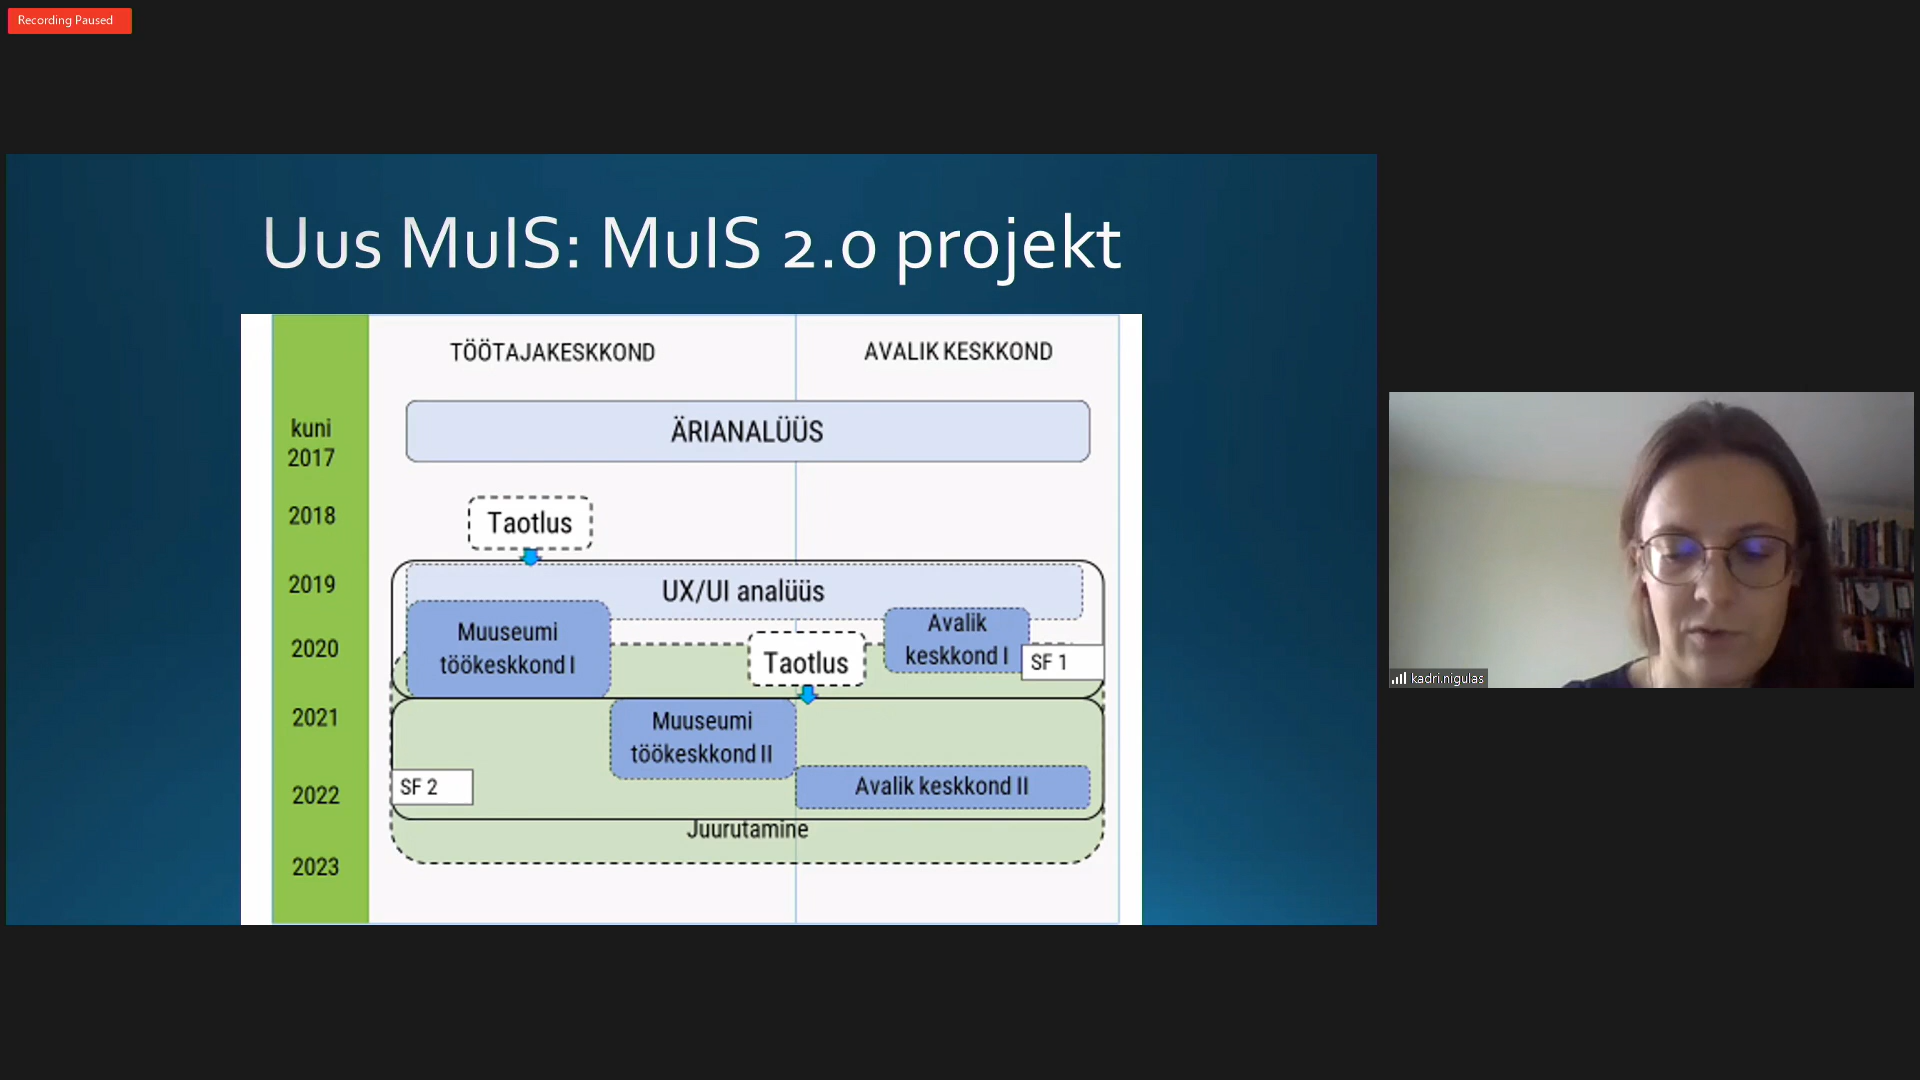 Recording Paused
Uus MuIS: MuIS 2.0 projekt
TÖÖTAJAKESKKOND
AVALIK KESKKOND
kuni
2017
ÄRIANALÜÜS
2018
Taotlus
2019
UX/UI analüüs
2020
Muuseumi
töökeskkond I
Taotlus
Avalik
keskkond I
SF 1
2021
Muuseumi
töökeskkond II
2022
SF 2
Avalik keskkond II
Juurutamine
2023
kadri.nigulas